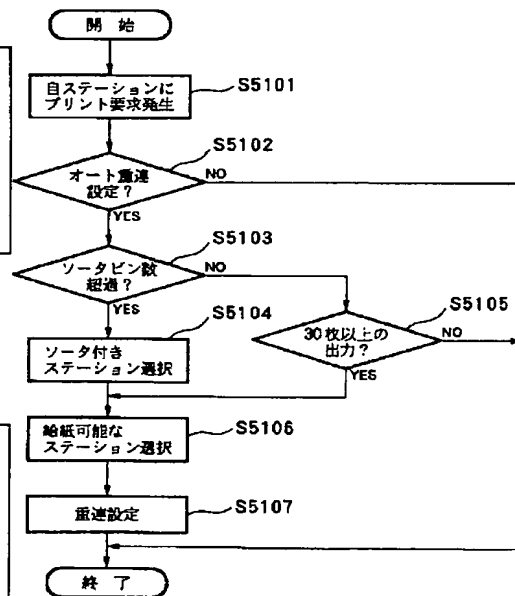 開 始
自ステーションに
プリント要求発生
S5101
S5102
オート重連
設定?
NO
YES
S5103
ソータビン数
超過?
NO
YES
S5104
ソータ付き
ステーション選択
S5105
30枚以上の
出力?
NO
YES
給紙可能な
ステーション選択
S5106
重連設定
S5107
終 了